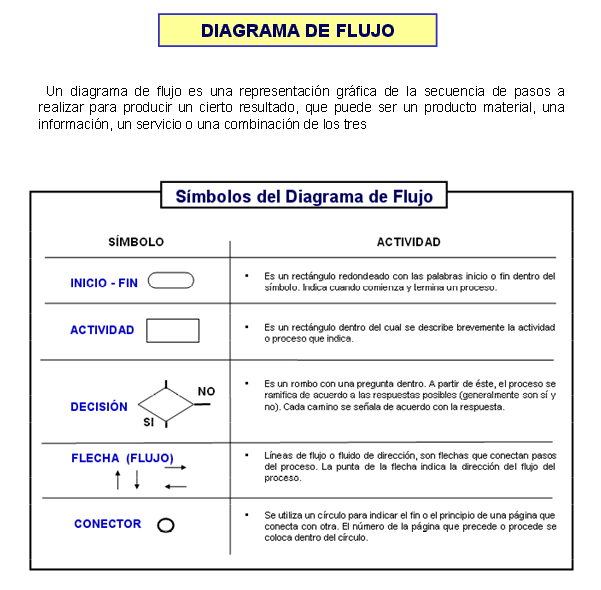 DIAGRAMA DE FLUJO
Un diagrama de flujo es una representación gráfica de la secuencia de pasos a
realizar para producir un cierto resultado, que puede ser un producto material, una
información, un servicio o una combinación de los tres
Símbolos del Diagrama de Flujo
SÍMBOLO ACTIVIDAD
INICIO - FIN
• Es un rectángulo redondeado con las palabras inicio o fin dentro del
símbolo. Indica cuando comienza y termina un proceso.
ACTIVIDAD
• Es un rectángulo dentro del cual se describe brevemente la actividad
o proceso que indica.
DECISIÓN
NO
SI
• Es un rombo con una pregunta dentro. A partir de éste, el proceso se
ramifica de acuerdo a las respuestas posibles (generalmente son sí y
no). Cada camino se señala de acuerdo con la respuesta.
FLECHA (FLUJO)
• Líneas de flujo o fluido de dirección, son flechas que conectan pasos
del proceso. La punta de la flecha indica la dirección del flujo del
proceso.
CONECTOR
• Se utiliza un círculo para indicar el fin o el principio de una página que
conecta con otra. El número de la página que precede o procede se
coloca dentro del círculo.